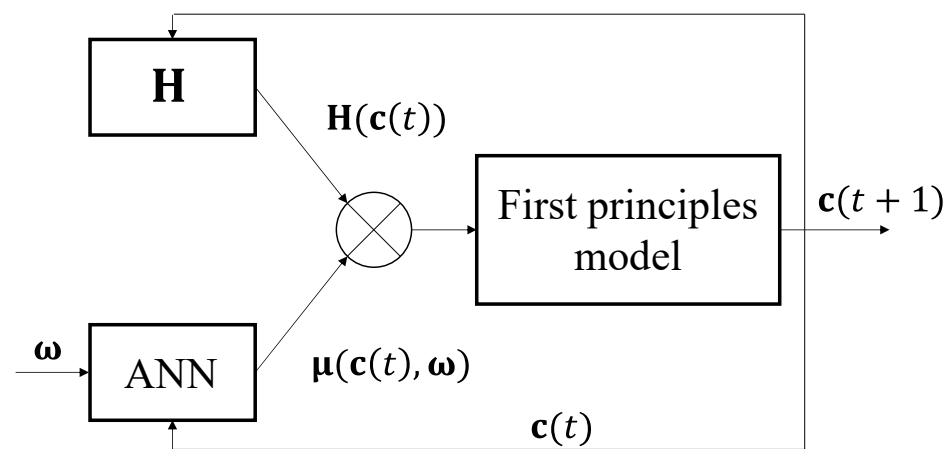 H
H(c(t))
First principles
model
c(t + 1)
ω
ANN
μ(c(t), ω)
c(t)